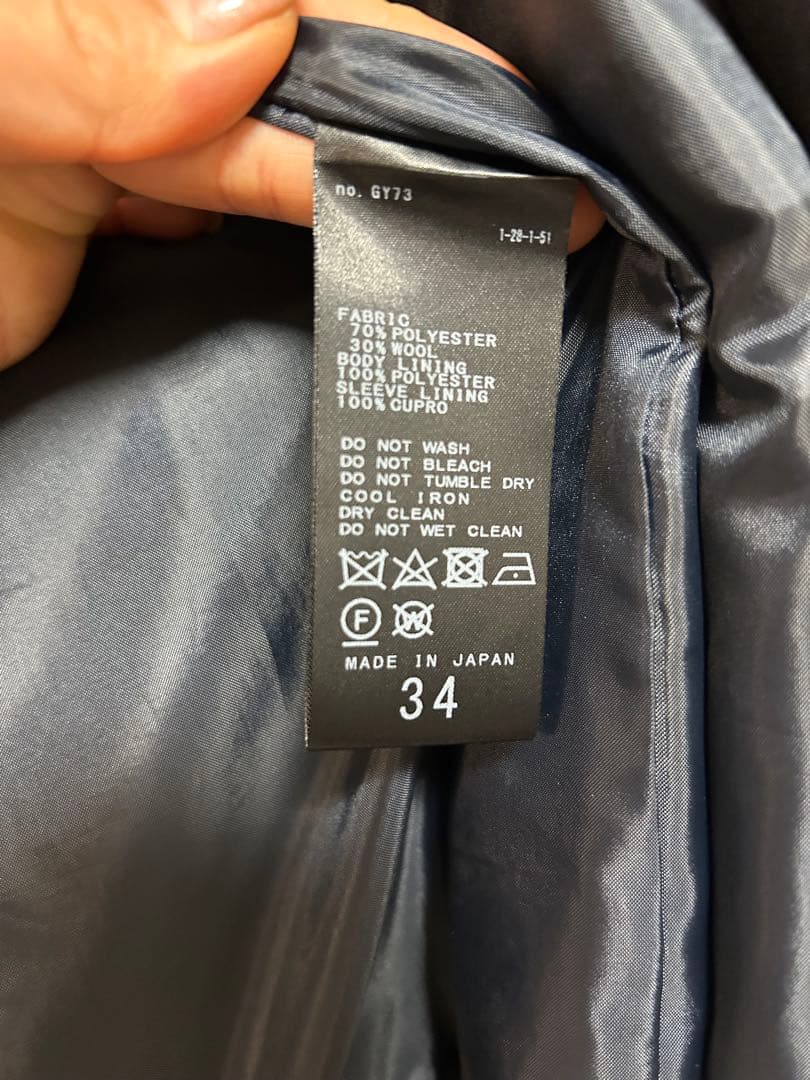 no. GY73
1-28-1-51
FABRIC
70% POLYESTER
30% WOOL
BODY LINING
100% POLYESTER
SLEEVE LINING
100% CUPRO
DO NOT WASH
DO NOT BLEACH
DO NOT TUMBLE DRY
COOL IRON
DRY CLEAN
DO NOT WET CLEAN
F W
MADE IN JAPAN
34